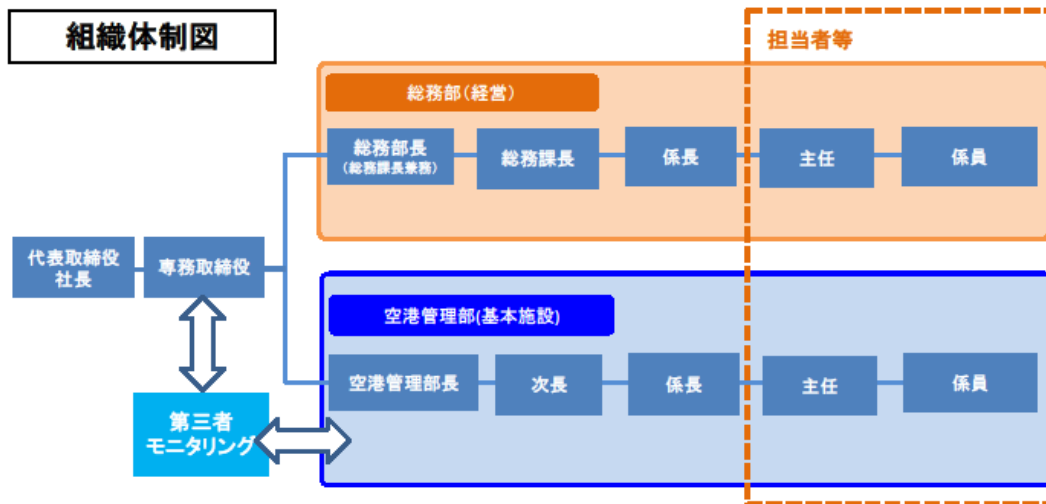 組織体制図
担当者等
総務部(経営)
総務部長
(総務課長兼務)
総務課長
係長
主任
係員
代表取締役
社長
専務取締役
空港管理部(基本施設)
空港管理部長
次長
係長
主任
係員
第三者
モニタリング